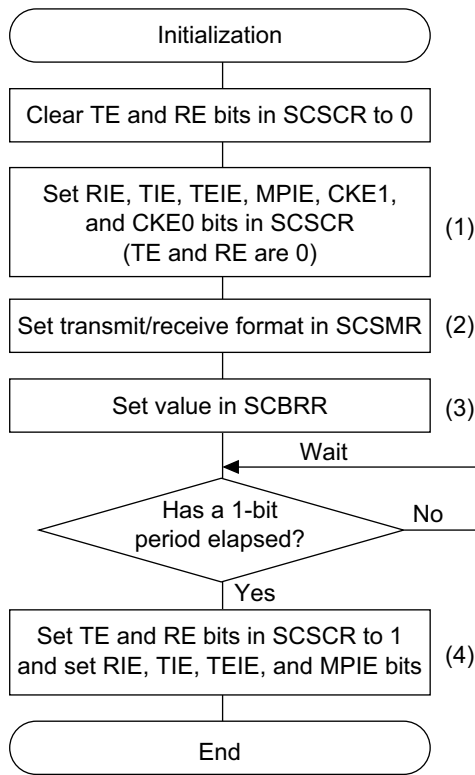 Initialization
Clear TE and RE bits in SCSCR to 0
Set RIE, TIE, TEIE, MPIE, CKE1,
and CKE0 bits in SCSCR
(TE and RE are 0)
(1)
Set transmit/receive format in SCSMR
(2)
Set value in SCBRR
(3)
Wait
Has a 1-bit
period elapsed?
No
Yes
Set TE and RE bits in SCSCR to 1
and set RIE, TIE, TEIE, and MPIE bits
(4)
End